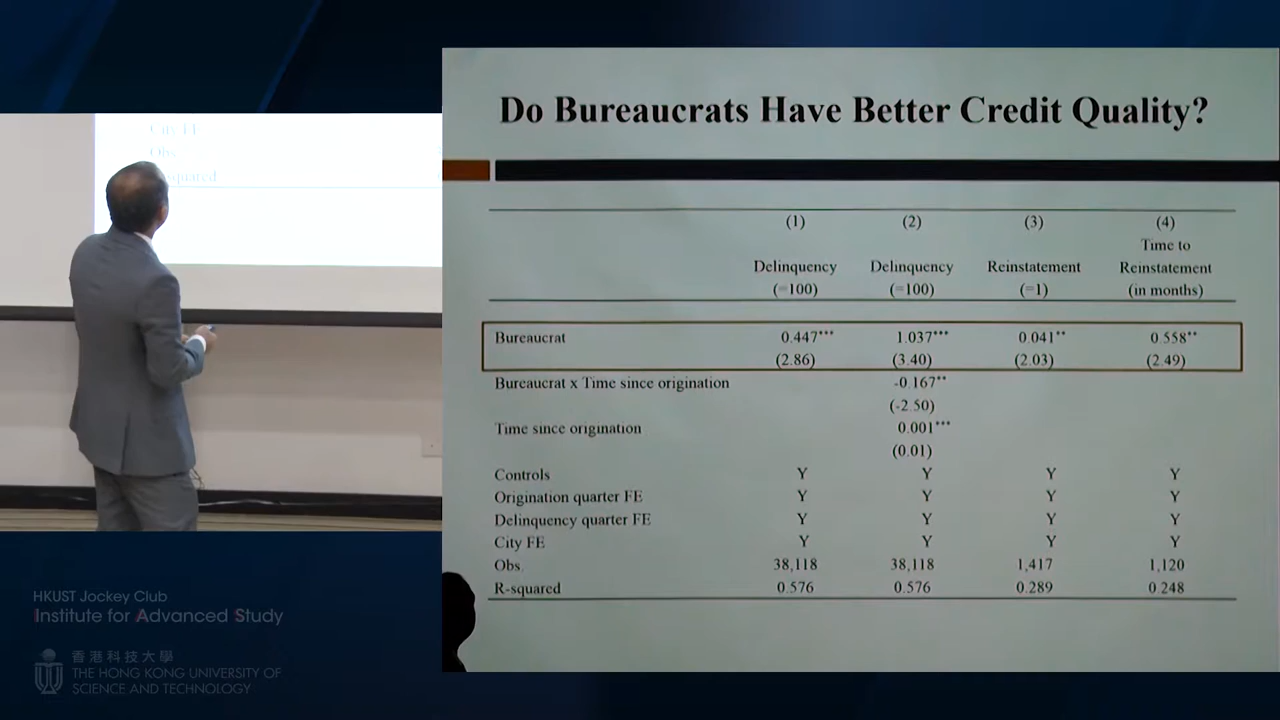 City FE
Obs
squared
Do Bureaucrats Have Better Credit Quality?
(1) (2) (3) (4)
Time to
Delinquency Delinquency Reinstatement Reinstatement
(=100) (=100) (=1) (in months)
Bureaucrat 0.447*** 1.037*** 0.041** 0.558**
(2.86) (3.40) (2.03) (2.49)
Bureaucrat x Time since origination -0.167**
(-2.50)
Time since origination 0.001***
(0.01)
Controls Y Y Y Y
Origination quarter FE Y Y Y Y
Delinquency quarter FE Y Y Y Y
City FE Y Y Y Y
Obs. 38,118 38,118 1,417 1,120
R-squared 0.576 0.576 0.289 0.248
HKUST Jockey Club
Institute for Advanced Study
香港科技大學
THE HONG KONG UNIVERSITY OF
SCIENCE AND TECHNOLOGY